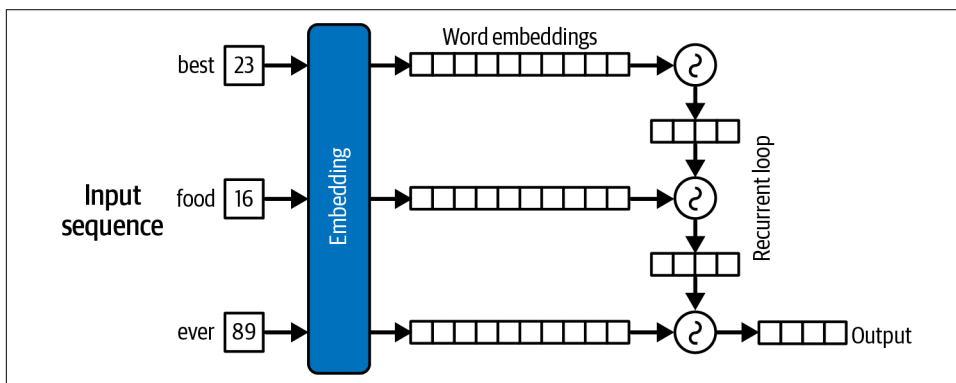 Word embeddings
best 23
Embedding
Input
sequence
food 16
Recurrent loop
ever 89
Output